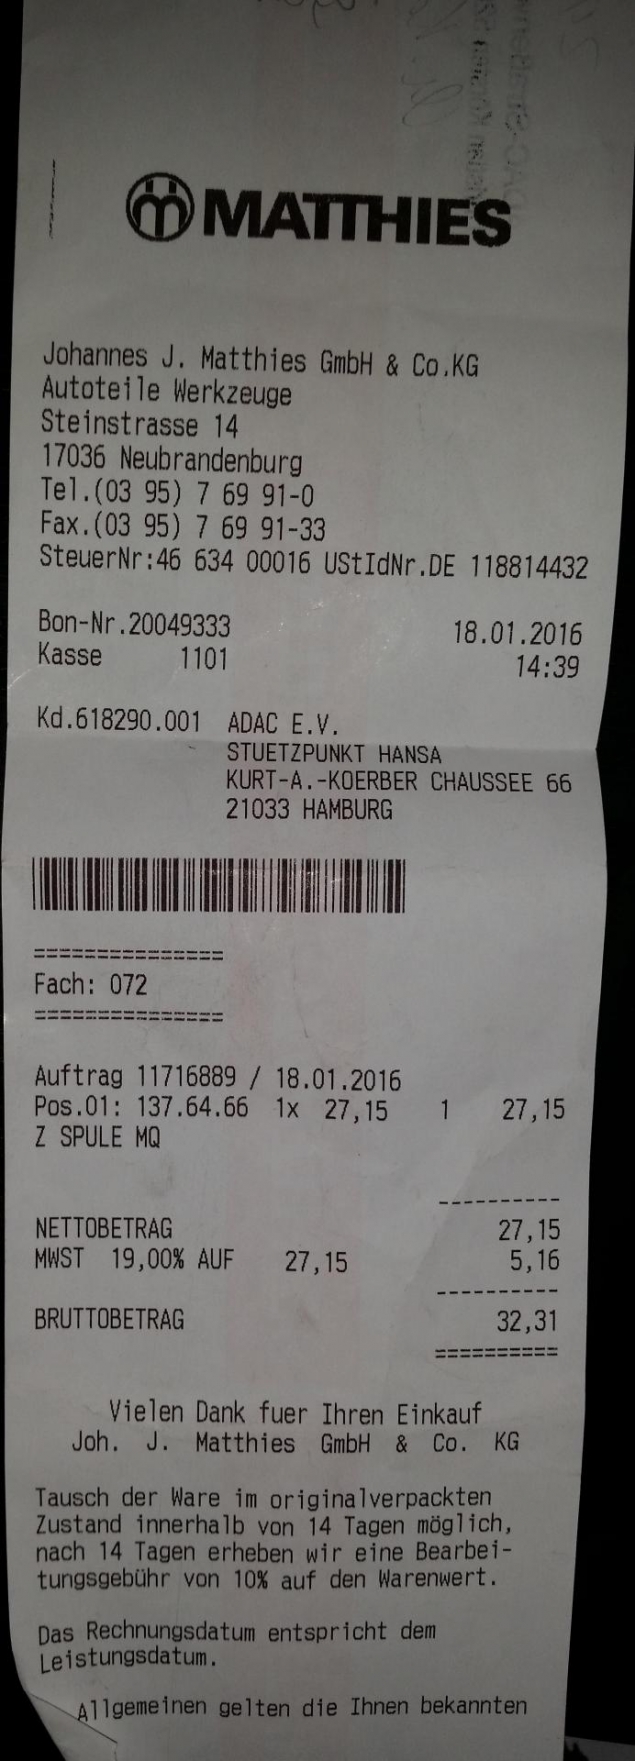 MATTHIES
Johannes J. Matthies GmbH & Co.KG
Autoteile Werkzeuge
Steinstrasse 14
17036 Neubrandenburg
Tel.(03 95) 7 69 91-0
Fax.(03 95) 7 69 91-33
SteuerNr:46 634 00016 UStIdNr.DE 118814432
Bon-Nr.20049333 18.01.2016
Kasse 1101 14:39
Kd.618290.001 ADAC E.V.
STUETZPUNKT HANSA
KURT-A.-KOERBER CHAUSSEE 66
21033 HAMBURG
===============
Fach: 072
===============
Auftrag 11716889 / 18.01.2016
Pos.01: 137.64.66 1x 27,15 1 27,15
Z SPULE MQ
----------
NETTOBETRAG 27,15
MWST 19,00% AUF 27,15 5,16
----------
BRUTTOBETRAG 32,31
==========
Vielen Dank fuer Ihren Einkauf
Joh. J. Matthies GmbH & Co. KG
Tausch der Ware im originalverpackten
Zustand innerhalb von 14 Tagen möglich,
nach 14 Tagen erheben wir eine Bearbei-
tungsgebühr von 10% auf den Warenwert.
Das Rechnungsdatum entspricht dem
Leistungsdatum.
Allgemeinen gelten die Ihnen bekannten